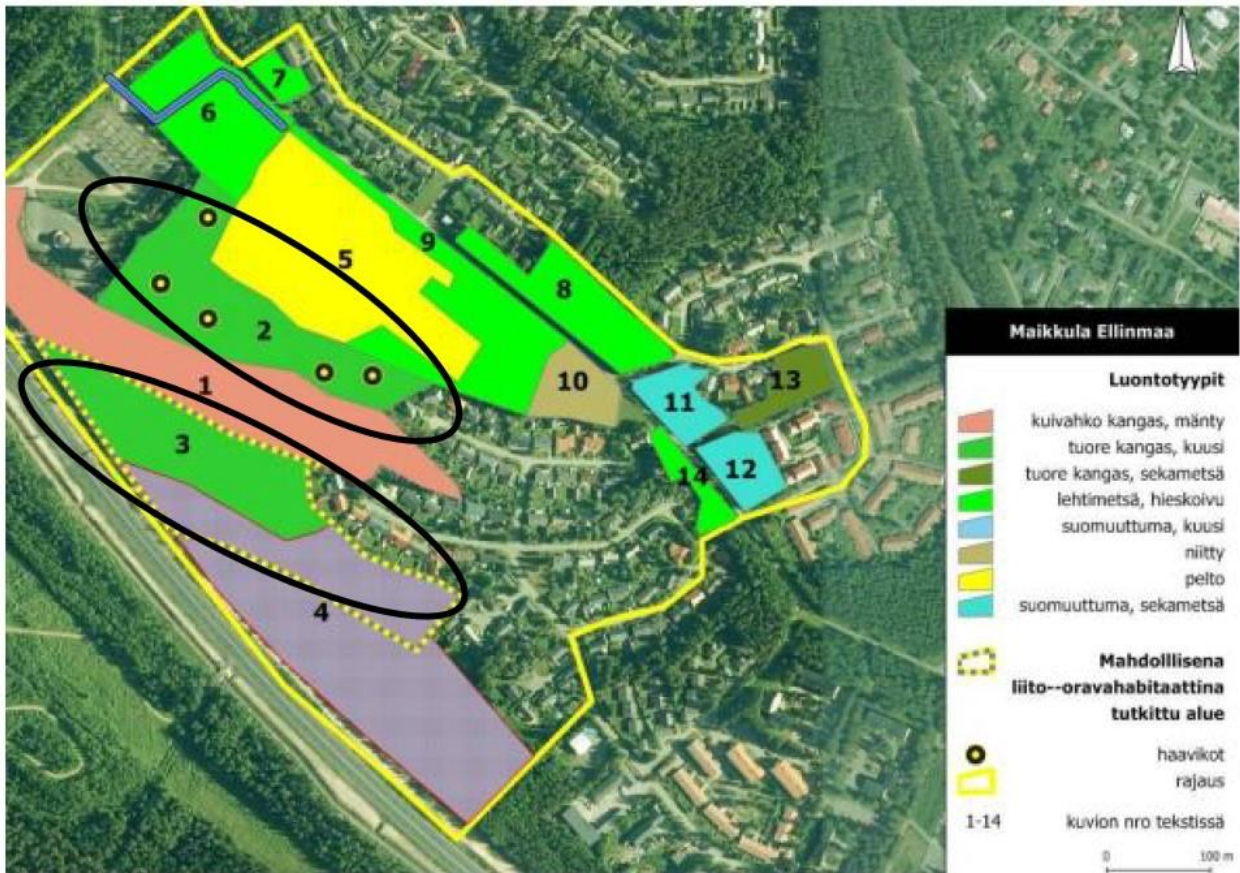 7
6
5
9
8
2
1
10
13
11
3
12
14
4
Maikkula Ellinmaa
Luontotyypit
kuivahko kangas, mänty
tuore kangas, kuusi
tuore kangas, sekametsä
lehtimetsä, hieskoivu
suomuuttuma, kuusi
niitty
pelto
suomuuttuma, sekametsä
Mahdolllisena
liito--oravahabitaattina
tutkittu alue
haavikot
rajaus
1-14 kuvion nro tekstissä
0 100 m